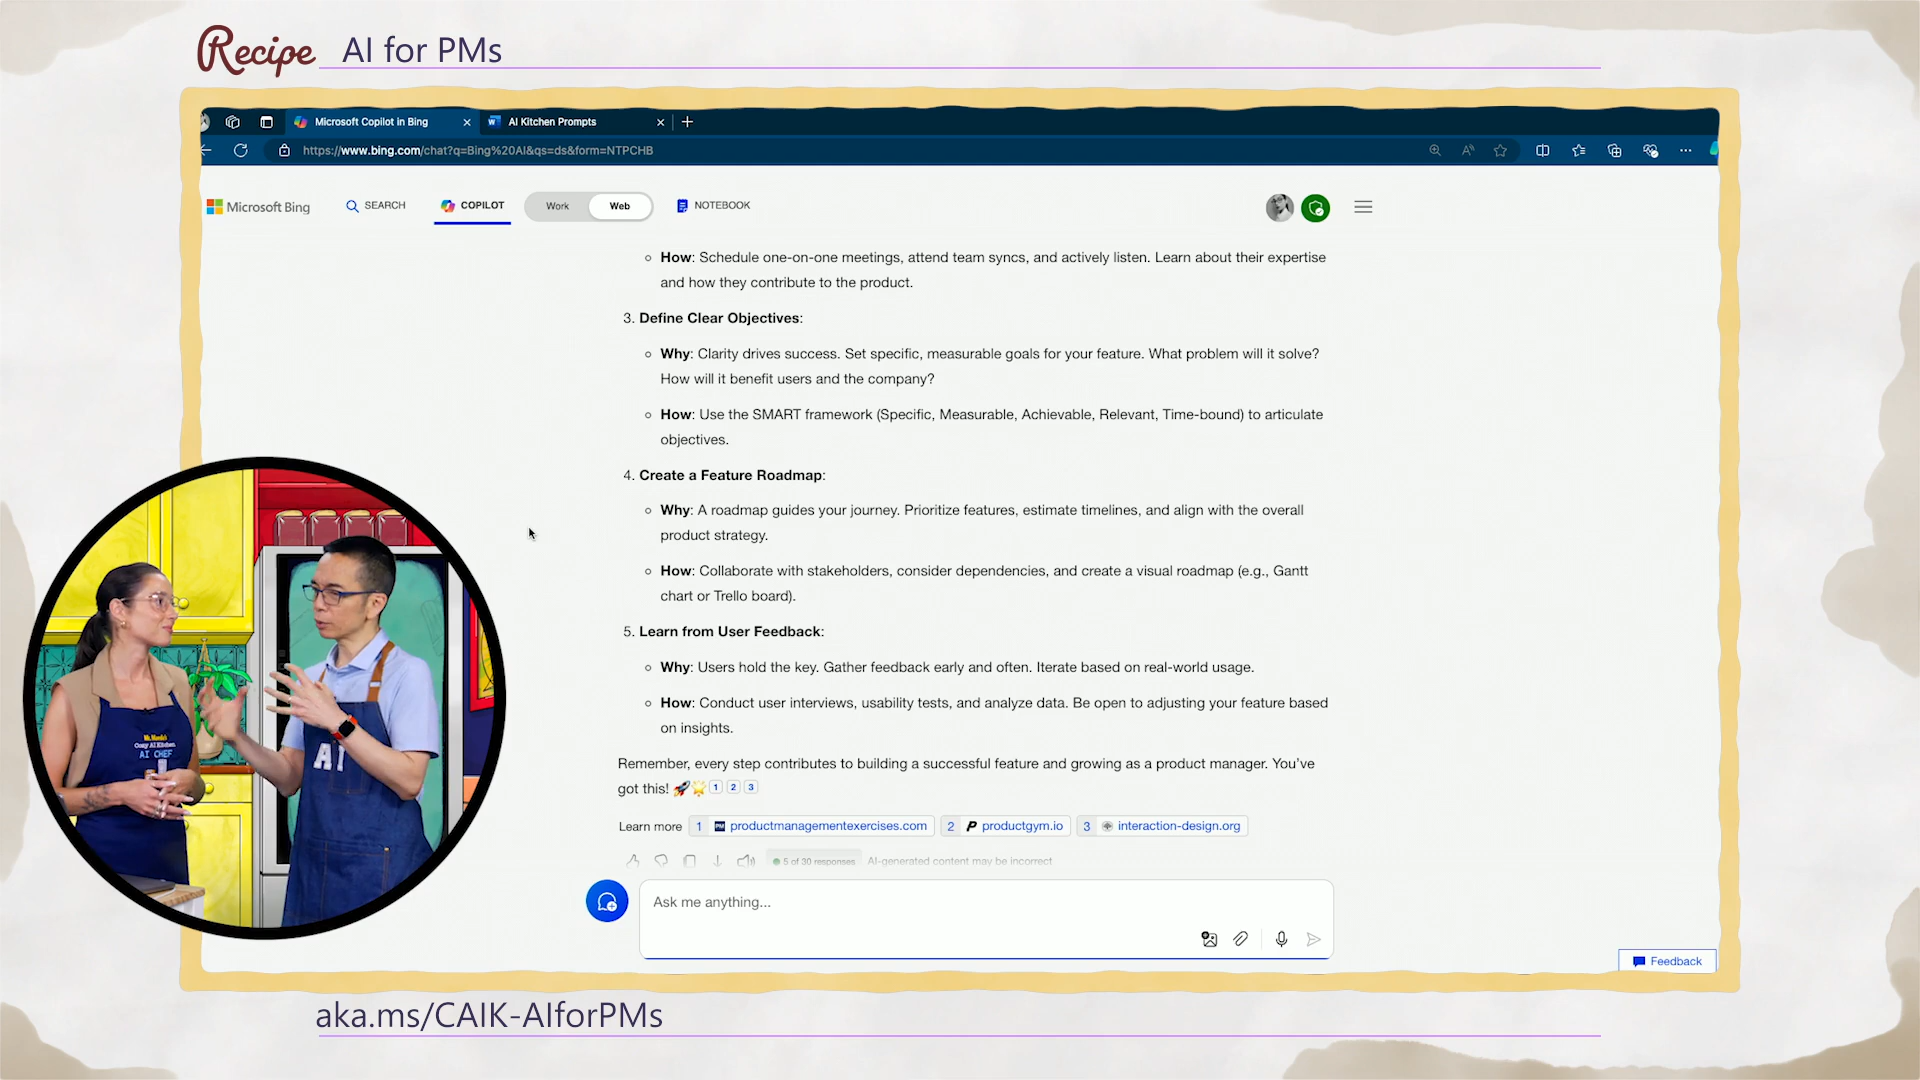 Recipe AI for PMs
Microsoft Copilot in Bing
AI Kitchen Prompts
https://www.bing.com/chat?q=Bing%20AI&qs=ds&form=NTPCHB
Microsoft Bing
SEARCH
COPILOT
Work
Web
NOTEBOOK
How: Schedule one-on-one meetings, attend team syncs, and actively listen. Learn about their expertise
and how they contribute to the product.
3. Define Clear Objectives:
Why: Clarity drives success. Set specific, measurable goals for your feature. What problem will it solve?
How will it benefit users and the company?
How: Use the SMART framework (Specific, Measurable, Achievable, Relevant, Time-bound) to articulate
objectives.
4. Create a Feature Roadmap:
Why: A roadmap guides your journey. Prioritize features, estimate timelines, and align with the overall
product strategy.
How: Collaborate with stakeholders, consider dependencies, and create a visual roadmap (e.g., Gantt
chart or Trello board).
5. Learn from User Feedback:
Why: Users hold the key. Gather feedback early and often. Iterate based on real-world usage.
How: Conduct user interviews, usability tests, and analyze data. Be open to adjusting your feature based
on insights.
Remember, every step contributes to building a successful feature and growing as a product manager. You've
got this! 🚀🌟 1 2 3
Learn more 1 productmanagementexercises.com 2 productgym.io 3 interaction-design.org
5 of 30 responses AI-generated content may be incorrect
Ask me anything...
Feedback
Mr. Maeda's
Cozy AI Kitchen
AI CHEF
AI
aka.ms/CAIK-AIforPMs